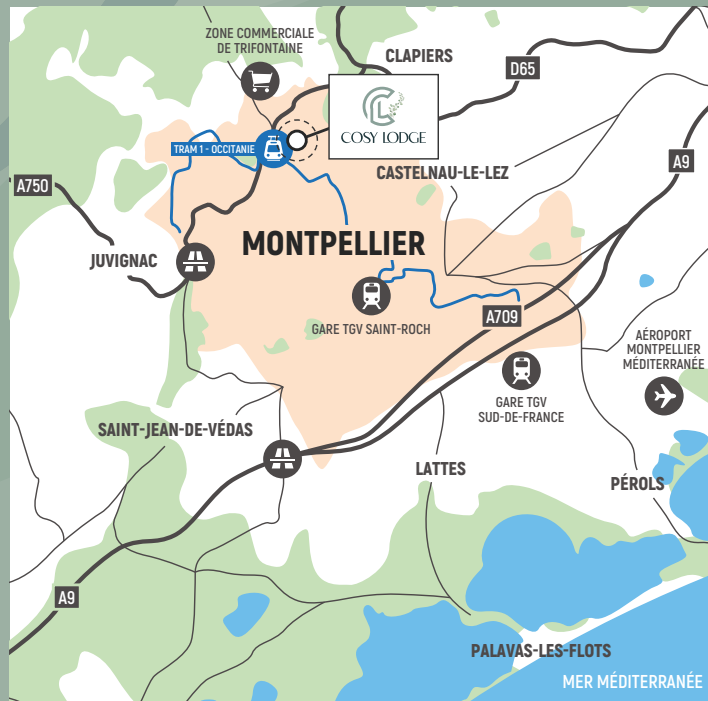 ZONE COMMERCIALE
DE TRIFONTAINE
CLAPIERS
D65
COSY LODGE
TRAM 1 - OCCITANIE
A9
CASTELNAU-LE-LEZ
A750
MONTPELLIER
JUVIGNAC
GARE TGV SAINT-ROCH
A709
AÉROPORT
MONTPELLIER
MÉDITERRANÉE
GARE TGV
SUD-DE-FRANCE
SAINT-JEAN-DE-VÉDAS
LATTES
PÉROLS
A9
PALAVAS-LES-FLOTS
MER MÉDITERRANÉE